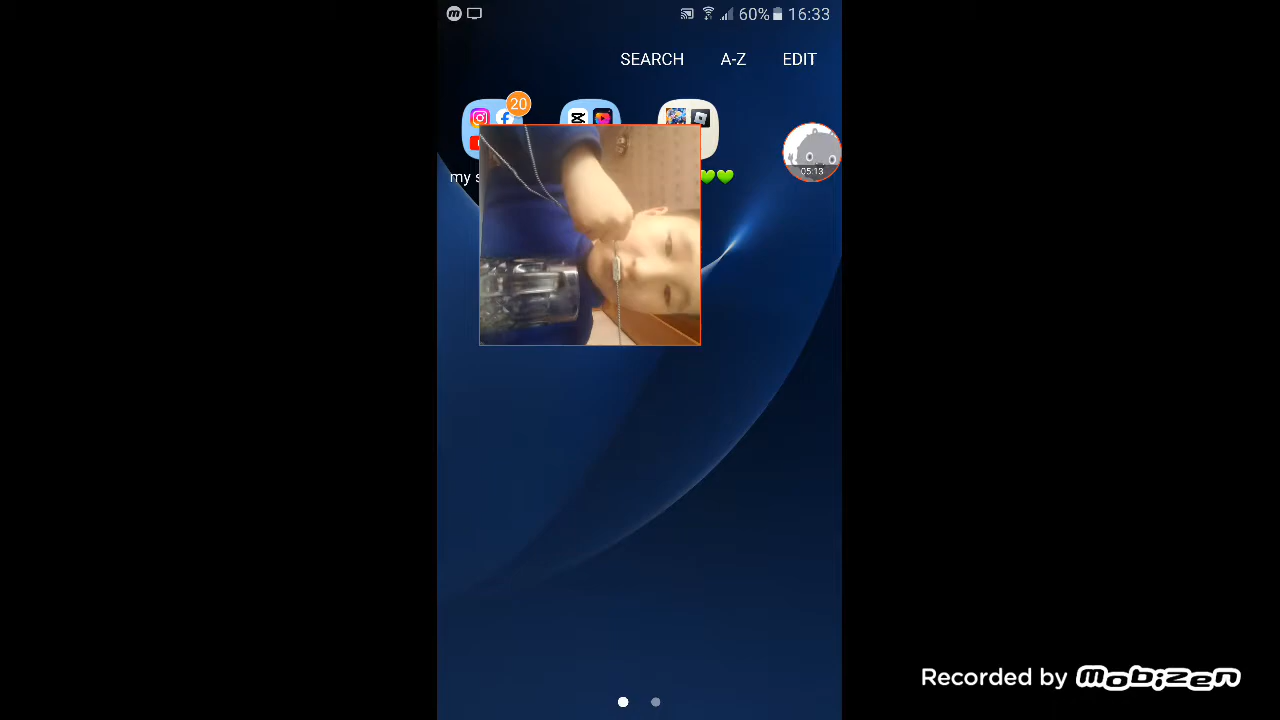 60% 16:33
SEARCH A-Z EDIT
20
05:13
my s
💚💚
Recorded by mobizen